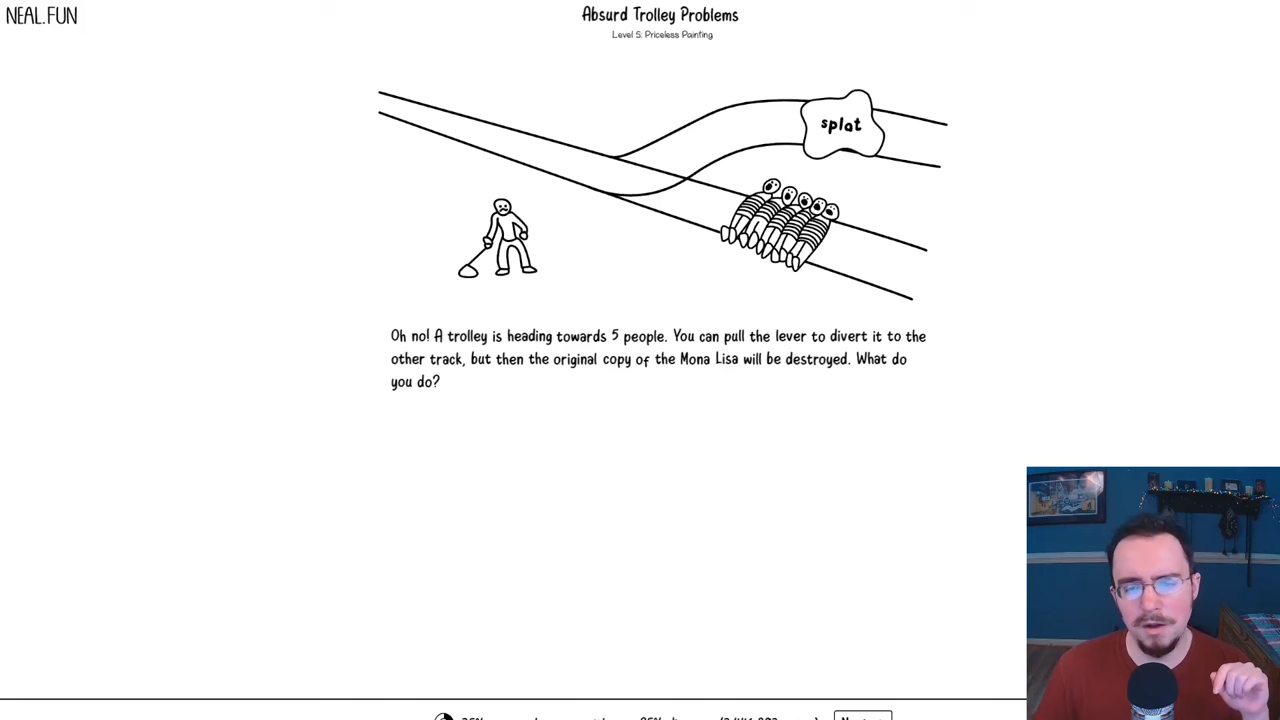 NEAL.FUN
Absurd Trolley Problems
Level 5: Priceless Painting
splat
Oh no! A trolley is heading towards 5 people. You can pull the lever to divert it to the
other track, but then the original copy of the Mona Lisa will be destroyed. What do
you do?